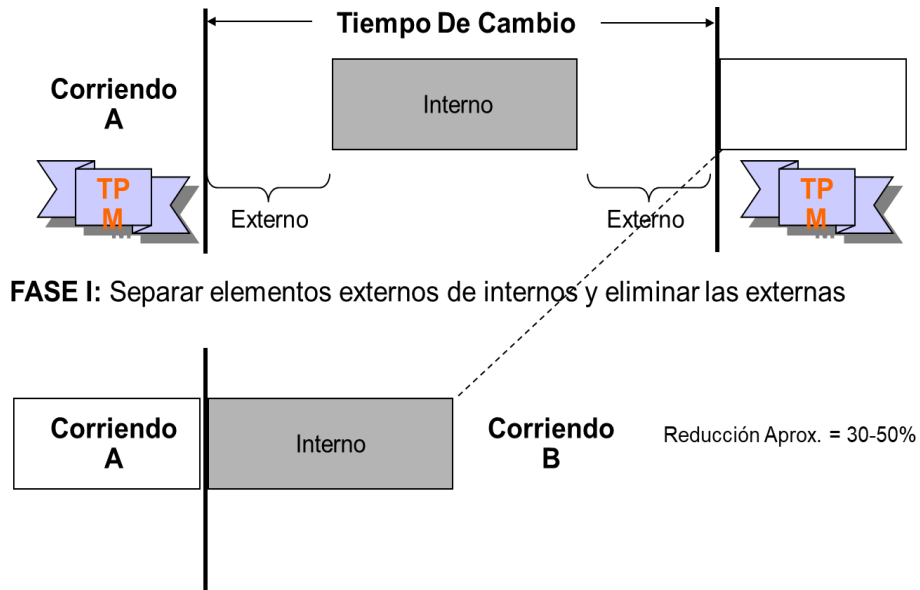 Tiempo De Cambio
Corriendo
A
Interno
TP
M
Externo
Externo
TP
M
FASE I: Separar elementos externos de internos y eliminar las externas
Corriendo
A
Interno
Corriendo
B
Reducción Aprox. = 30-50%